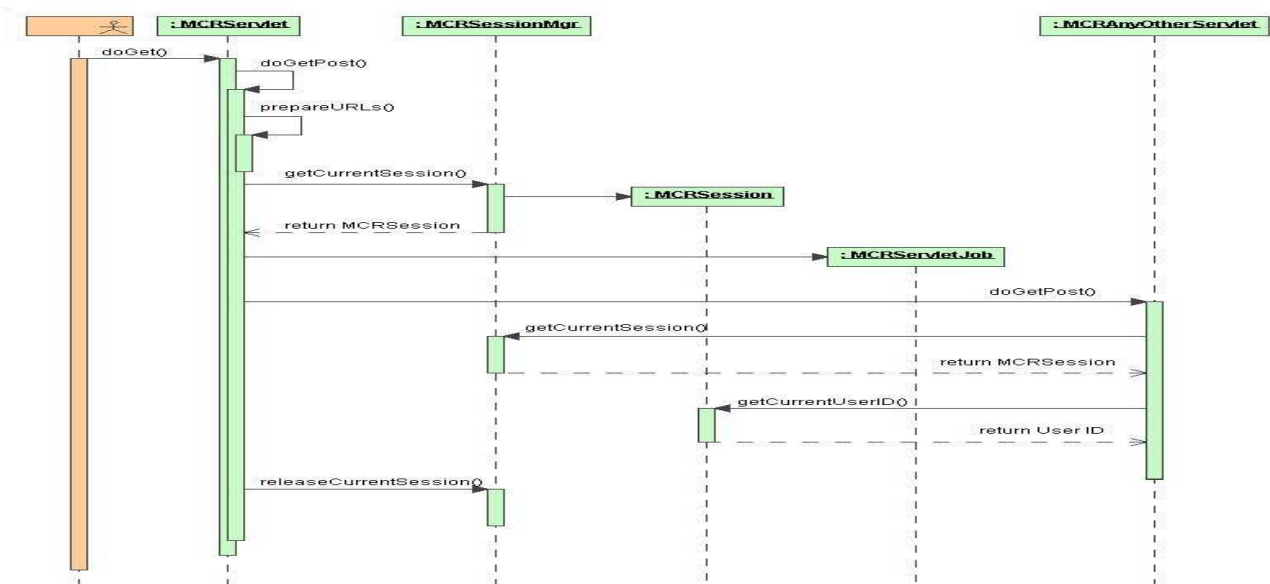 : MCRServlet
: MCRSessionMgr
: MCRAnyOtherServlet
doGet()
doGetPost()
prepareURLs()
getCurrentSession()
: MCRSession
return MCRSession
: MCRServletJob
doGetPost()
getCurrentSession()
return MCRSession
getCurrentUserID()
return User ID
releaseCurrentSession()